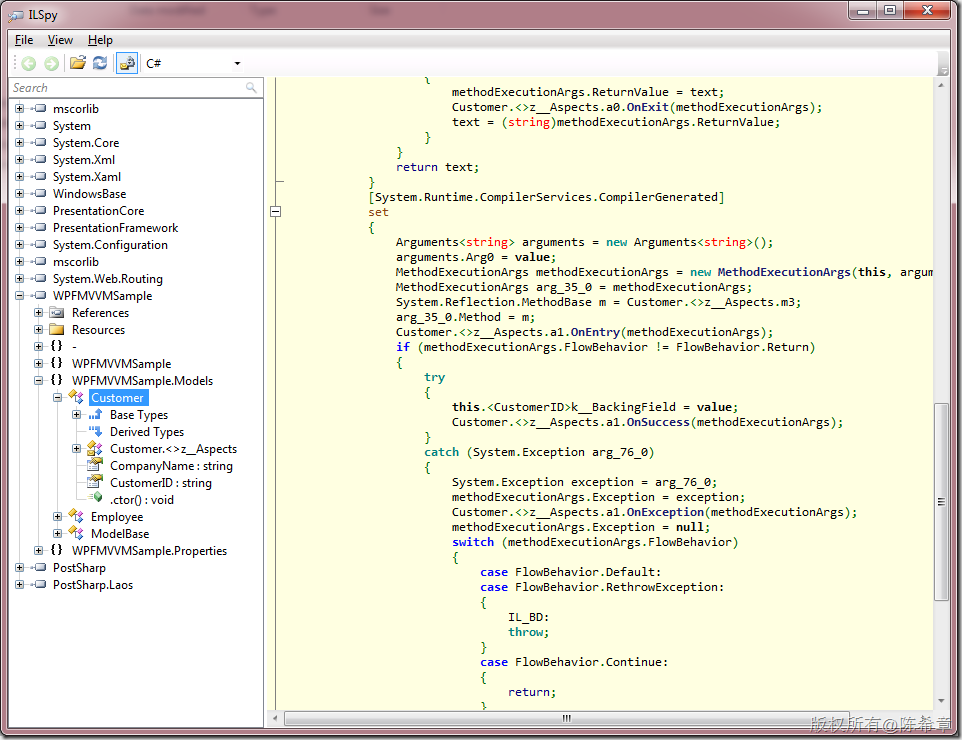 ILSpy
File View Help
C#
Search
mscorlib
System
System.Core
System.Xml
System.Xaml
WindowsBase
PresentationCore
PresentationFramework
System.Configuration
mscorlib
System.Web.Routing
WPFMVVMSample
References
Resources
{} -
{} WPFMVVMSample
{} WPFMVVMSample.Models
Customer
Base Types
Derived Types
Customer.<>z__Aspects
CompanyName : string
CustomerID : string
.ctor() : void
Employee
ModelBase
{} WPFMVVMSample.Properties
PostSharp
PostSharp.Laos
{
methodExecutionArgs.ReturnValue = text;
Customer.<>z__Aspects.a0.OnExit(methodExecutionArgs);
text = (string)methodExecutionArgs.ReturnValue;
}
}
return text;
}
[System.Runtime.CompilerServices.CompilerGenerated]
set
{
Arguments<string> arguments = new Arguments<string>();
arguments.Arg0 = value;
MethodExecutionArgs methodExecutionArgs = new MethodExecutionArgs(this, argum
MethodExecutionArgs arg_35_0 = methodExecutionArgs;
System.Reflection.MethodBase m = Customer.<>z__Aspects.m3;
arg_35_0.Method = m;
Customer.<>z__Aspects.a1.OnEntry(methodExecutionArgs);
if (methodExecutionArgs.FlowBehavior != FlowBehavior.Return)
{
try
{
this.<CustomerID>k__BackingField = value;
Customer.<>z__Aspects.a1.OnSuccess(methodExecutionArgs);
}
catch (System.Exception arg_76_0)
{
System.Exception exception = arg_76_0;
methodExecutionArgs.Exception = exception;
Customer.<>z__Aspects.a1.OnException(methodExecutionArgs);
methodExecutionArgs.Exception = null;
switch (methodExecutionArgs.FlowBehavior)
{
case FlowBehavior.Default:
case FlowBehavior.RethrowException:
{
IL_BD:
throw;
}
case FlowBehavior.Continue:
{
return;
}
版权所有@陈希章